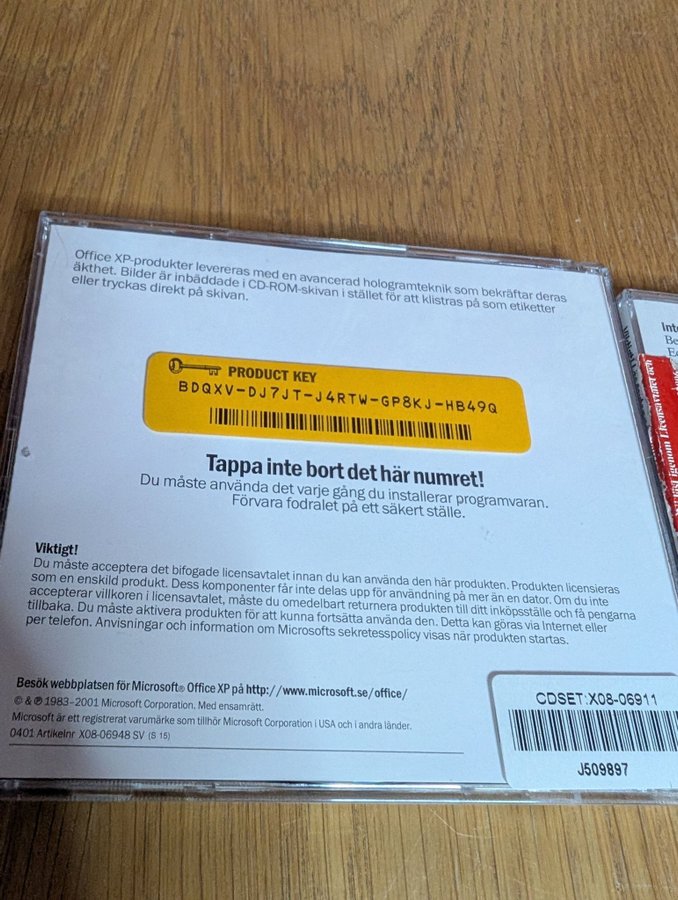 Office XP-produkter levereras med en avancerad hologramteknik som bekräftar deras
äkthet. Bilder är inbäddade i CD-ROM-skivan i stället för att klistras på som etiketter
eller tryckas direkt på skivan.
PRODUCT KEY
BDQXV-DJ7JT-J4RTW-GP8KJ-HB49Q
Tappa inte bort det här numret!
Du måste använda det varje gång du installerar programvaran.
Förvara fodralet på ett säkert ställe.
Viktigt!
Du måste acceptera det bifogade licensavtalet innan du kan använda den här produkten. Produkten licensieras
som en enskild produkt. Dess komponenter får inte delas upp för användning på mer än en dator. Om du inte
accepterar villkoren i licensavtalet, måste du omedelbart returnera produkten till ditt inköpsställe och få pengarna
tillbaka. Du måste aktivera produkten för att kunna fortsätta använda den. Detta kan göras via Internet eller
per telefon. Anvisningar och information om Microsofts sekretesspolicy visas när produkten startas.
Besök webbplatsen för Microsoft® Office XP på http://www.microsoft.se/office/
© & ℗ 1983–2001 Microsoft Corporation. Med ensamrätt.
Microsoft är ett registrerat varumärke som tillhör Microsoft Corporation i USA och i andra länder.
0401 Artikelnr X08-06948 SV (S 15)
CDSET:X08-06911
J509897
Int
Be
igenom Licensavtalet och